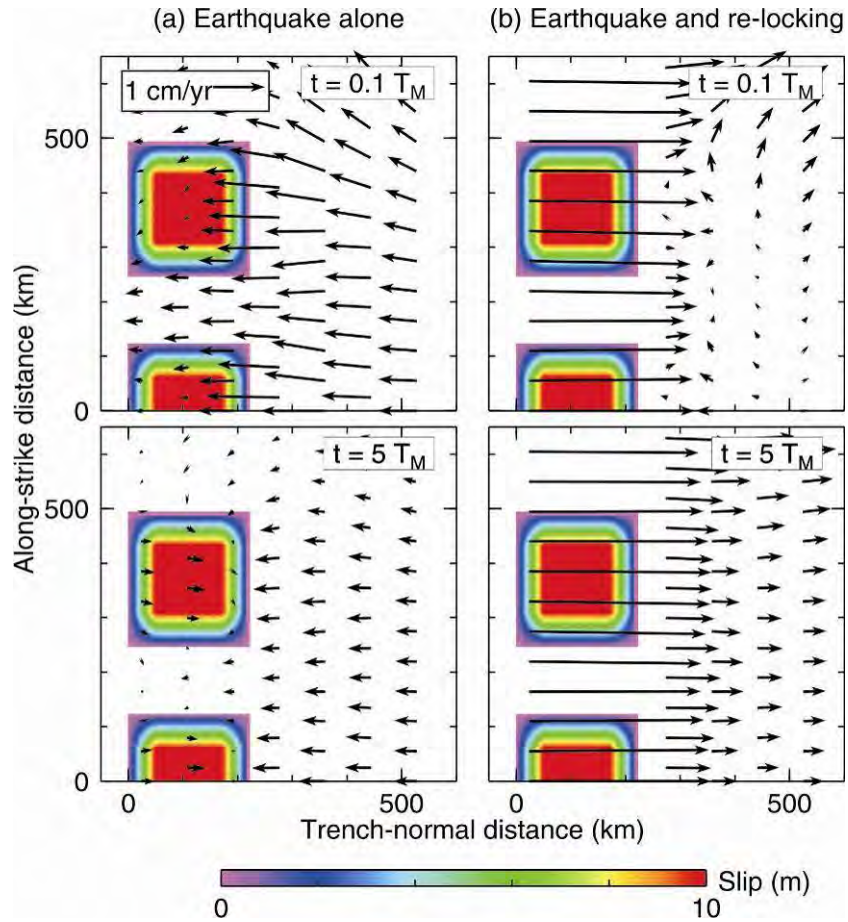 (a) Earthquake alone
(b) Earthquake and re-locking
1 cm/yr
t = 0.1 T_M
t = 0.1 T_M
500
0
t = 5 T_M
t = 5 T_M
500
0
Along-strike distance (km)
0 500
0 500
Trench-normal distance (km)
Slip (m)
0 10